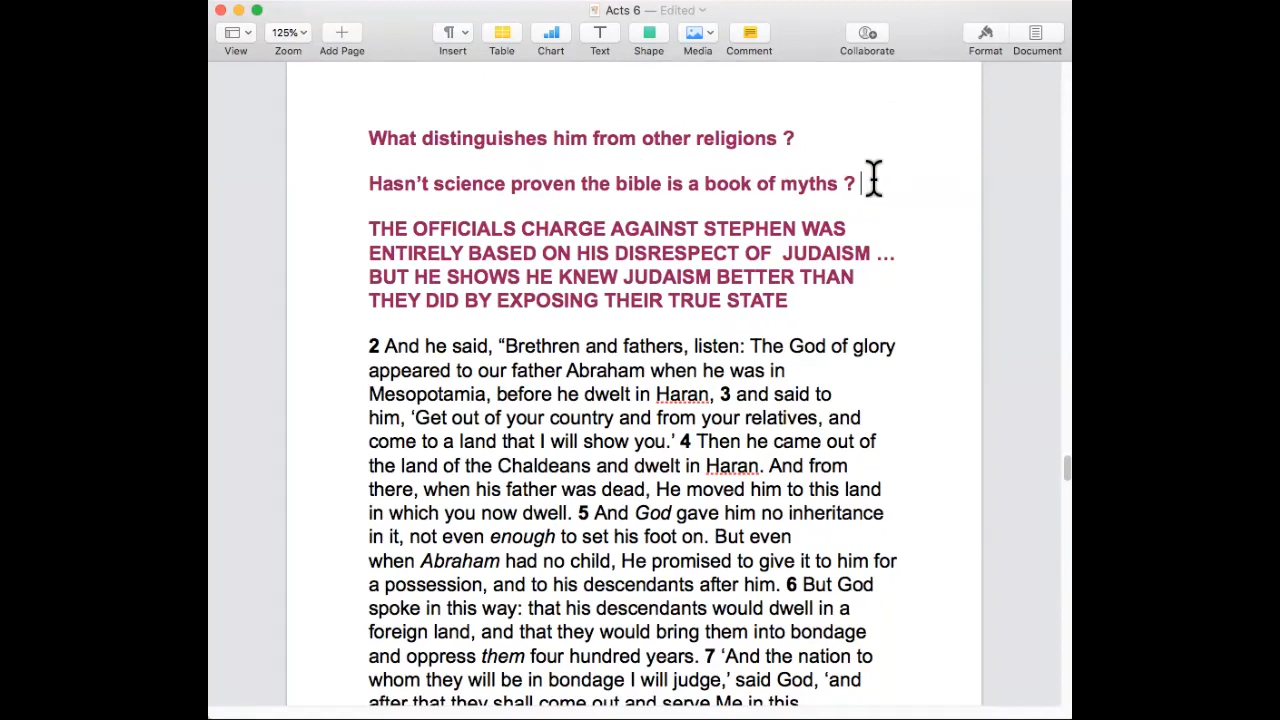 Acts 6 — Edited
125%
View
Zoom
Add Page
Insert
Table
Chart
Text
Shape
Media
Comment
Collaborate
Format
Document
What distinguishes him from other religions ?
Hasn’t science proven the bible is a book of myths ?
THE OFFICIALS CHARGE AGAINST STEPHEN WAS
ENTIRELY BASED ON HIS DISRESPECT OF  JUDAISM …
BUT HE SHOWS HE KNEW JUDAISM BETTER THAN
THEY DID BY EXPOSING THEIR TRUE STATE
2 And he said, “Brethren and fathers, listen: The God of glory
appeared to our father Abraham when he was in
Mesopotamia, before he dwelt in Haran, 3 and said to
him, ‘Get out of your country and from your relatives, and
come to a land that I will show you.’ 4 Then he came out of
the land of the Chaldeans and dwelt in Haran. And from
there, when his father was dead, He moved him to this land
in which you now dwell. 5 And God gave him no inheritance
in it, not even enough to set his foot on. But even
when Abraham had no child, He promised to give it to him for
a possession, and to his descendants after him. 6 But God
spoke in this way: that his descendants would dwell in a
foreign land, and that they would bring them into bondage
and oppress them four hundred years. 7 ‘And the nation to
whom they will be in bondage I will judge,’ said God, ‘and
after that they shall come out and serve Me in this